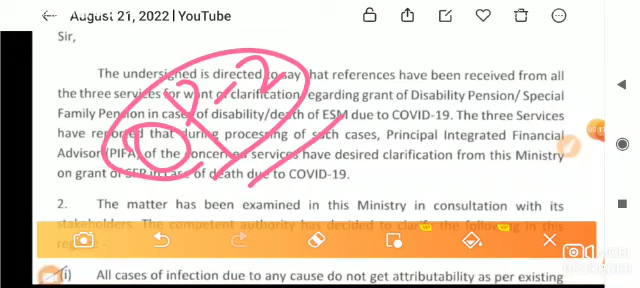 August 21, 2022 | YouTube
Sir,
The undersigned is directed to say that references have been received from all
the three services for want of clarification regarding grant of Disability Pension/ Special
Family Pension in cases of disability/death of ESM due to COVID-19. The three Services
have reported that during processing of such cases, Principal Integrated Financial
Advisor (PIFA) of the concerned services have desired clarification from this Ministry
on grant of SFP in case of death due to COVID-19.
OP-2
2. The matter has been examined in this Ministry in consultation with its
stakeholders. The competent authority has decided to clarify the following in this
(i) All cases of infection due to any cause do not get attributability as per existing